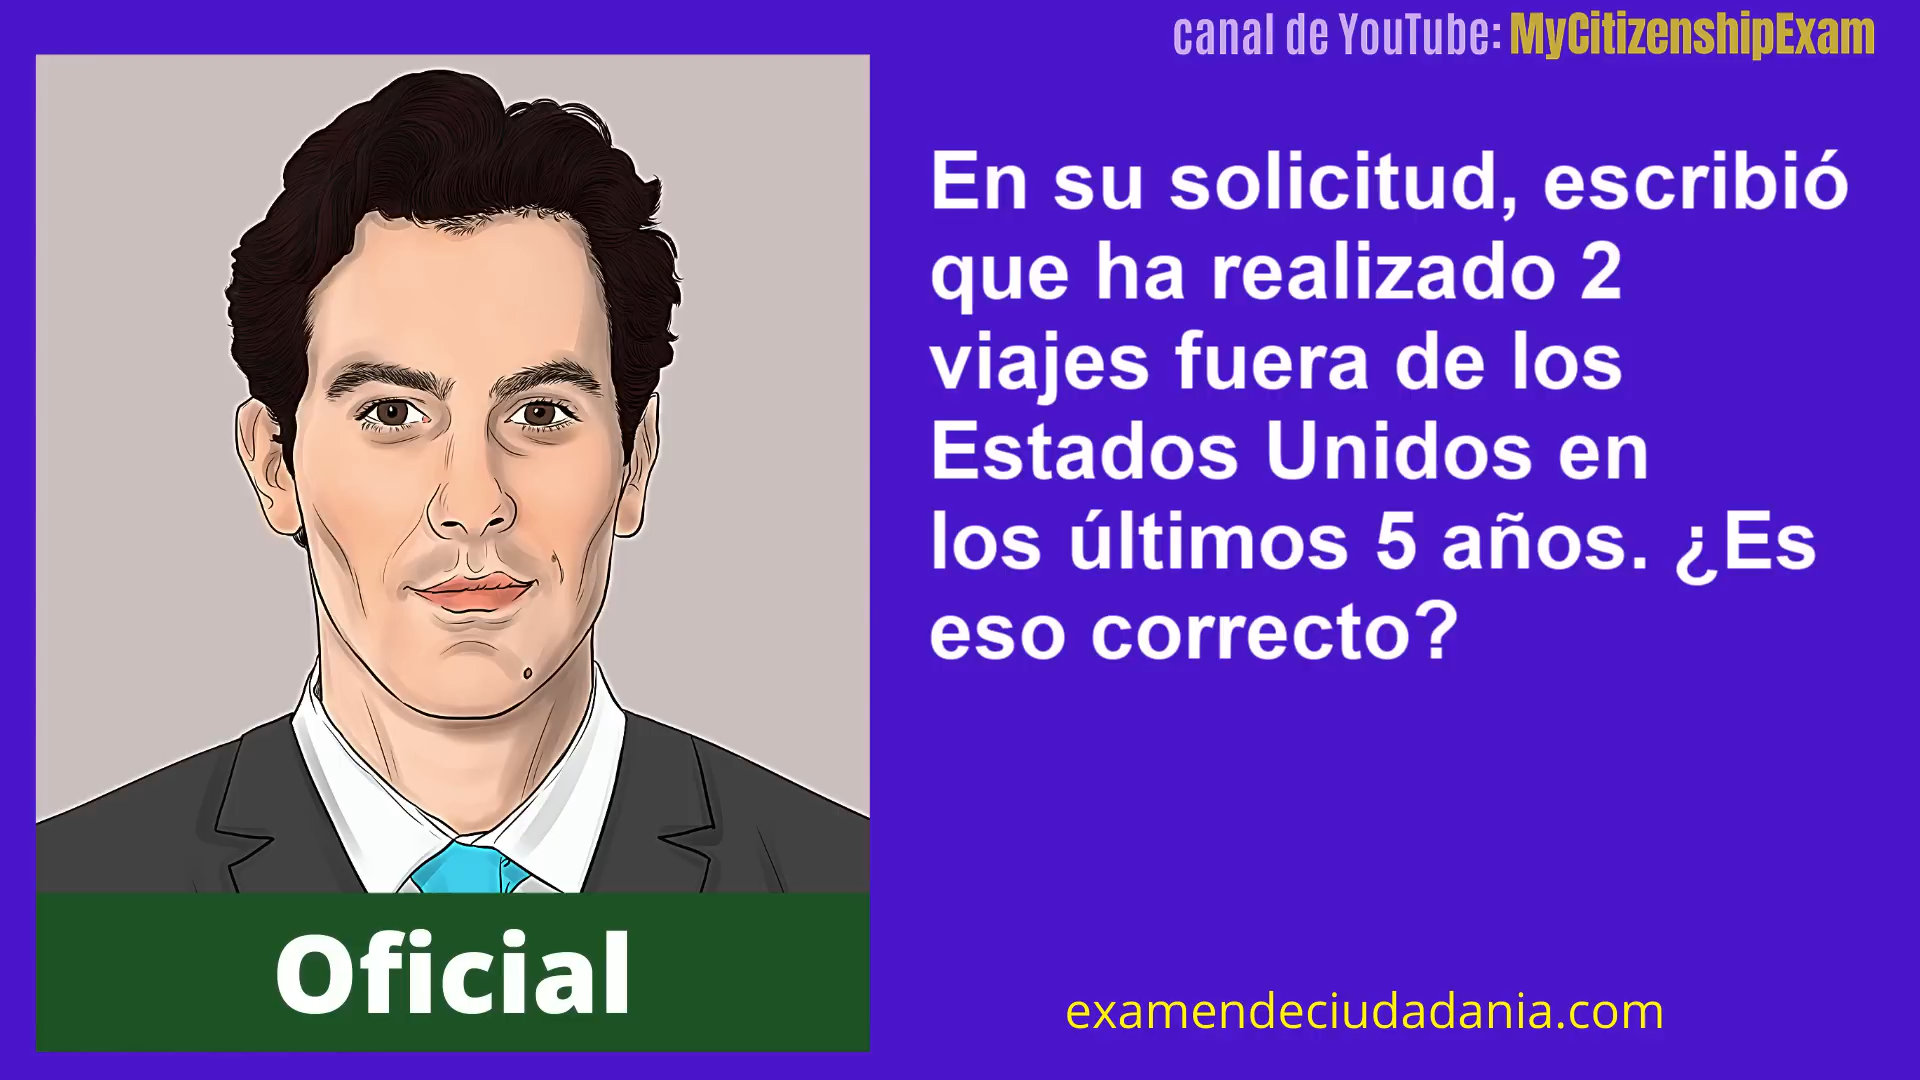 canal de YouTube: MyCitizenshipExam
En su solicitud, escribió
que ha realizado 2
viajes fuera de los
Estados Unidos en
los últimos 5 años. ¿Es
eso correcto?
Oficial
examendeciudadania.com